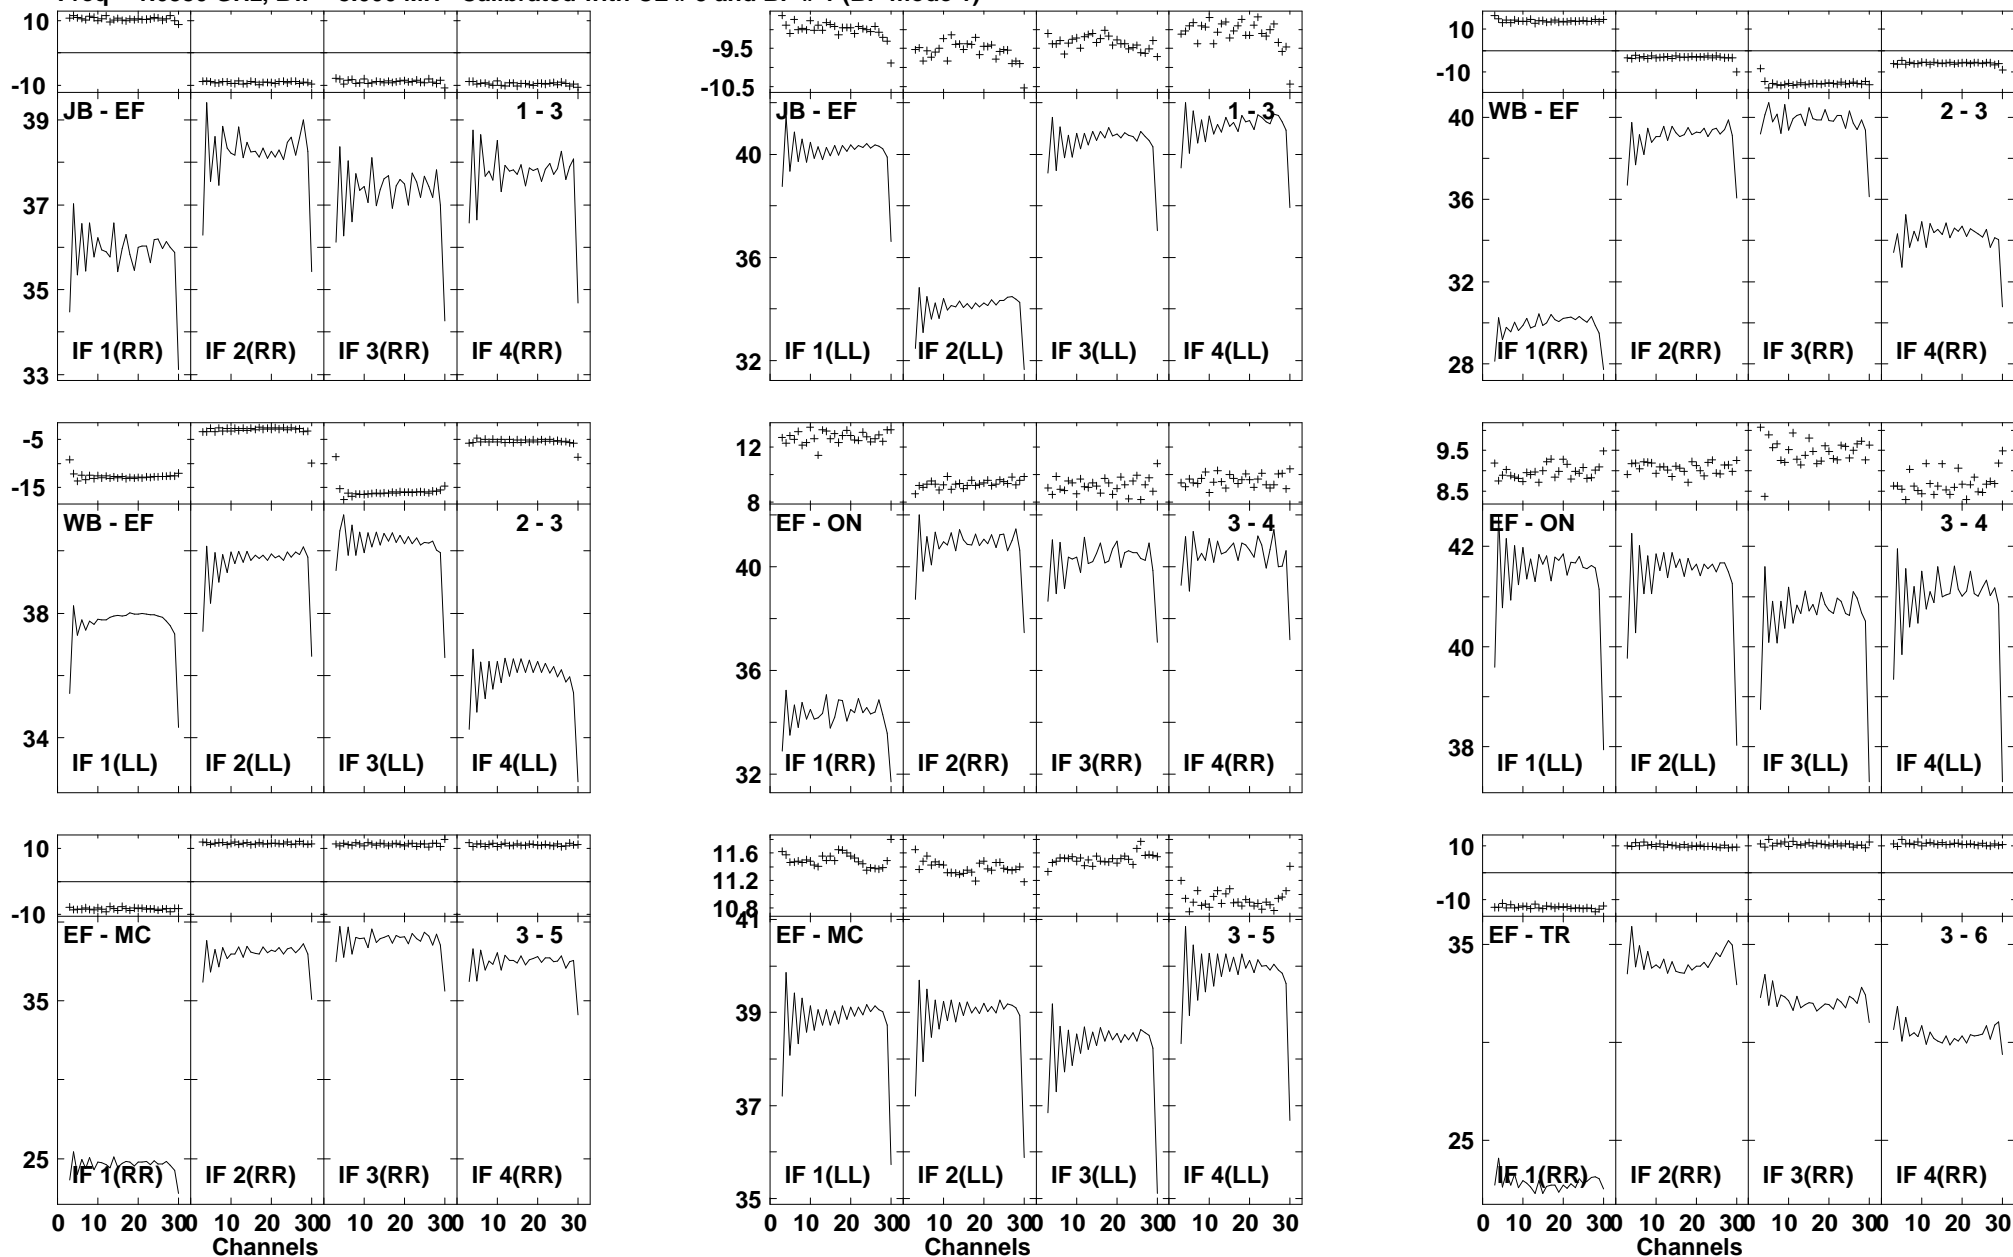 10
-10
JB - EF
1 - 3
39
37
35
33
IF 1(RR)
IF 2(RR)
IF 3(RR)
IF 4(RR)
-9.5
-10.5
JB - EF
1 - 3
40
36
32
IF 1(LL)
IF 2(LL)
IF 3(LL)
IF 4(LL)
10
-10
WB - EF
2 - 3
40
36
32
28
IF 1(RR)
IF 2(RR)
IF 3(RR)
IF 4(RR)
-5
-15
WB - EF
2 - 3
38
34
IF 1(LL)
IF 2(LL)
IF 3(LL)
IF 4(LL)
12
8
EF - ON
3 - 4
40
36
32
IF 1(RR)
IF 2(RR)
IF 3(RR)
IF 4(RR)
9.5
8.5
EF - ON
3 - 4
42
40
38
IF 1(LL)
IF 2(LL)
IF 3(LL)
IF 4(LL)
10
-10
EF - MC
3 - 5
35
25
IF 1(RR)
IF 2(RR)
IF 3(RR)
IF 4(RR)
0 10 20 30 0 10 20 30 0 10 20 30 0 10 20 30
Channels
11.6
11.2
10.8
41
EF - MC
3 - 5
39
37
35
IF 1(LL)
IF 2(LL)
IF 3(LL)
IF 4(LL)
0 10 20 30 0 10 20 30 0 10 20 30 0 10 20 30
Channels
10
-10
EF - TR
3 - 6
35
25
IF 1(RR)
IF 2(RR)
IF 3(RR)
IF 4(RR)
0 10 20 30 0 10 20 30 0 10 20 30 0 10 20 30
Channels